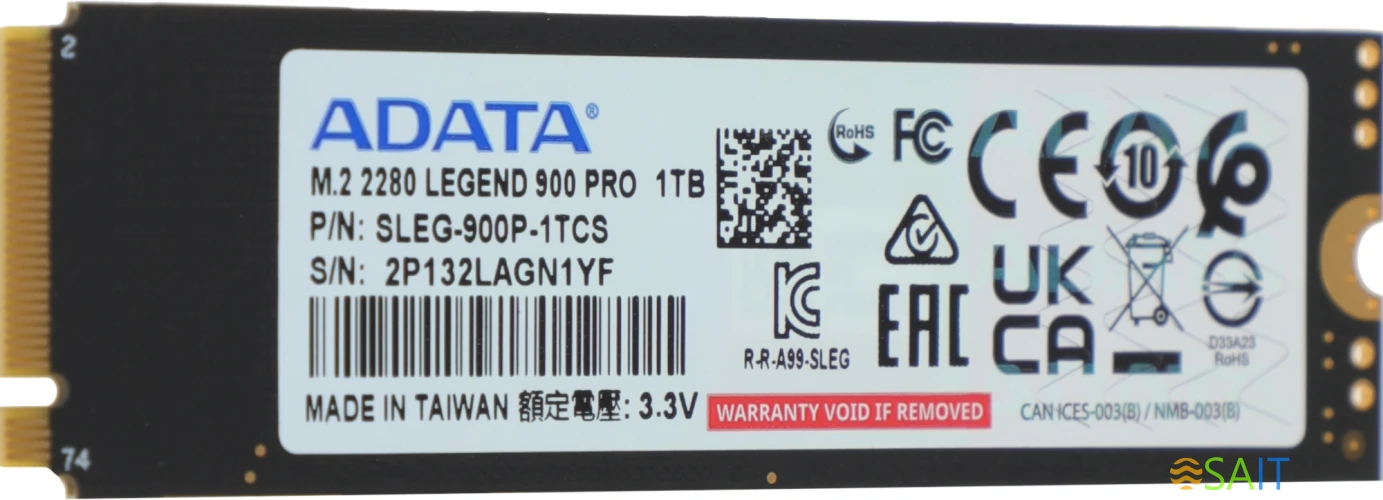 2
ADATA®
M.2 2280 LEGEND 900 PRO 1TB
P/N: SLEG-900P-1TCS
S/N: 2P132LAGN1YF
MADE IN TAIWAN 額定電壓: 3.3V
RoHS
FC
CE
10
R-R-A99-SLEG
EAC
UK
CA
D33A23
RoHS
WARRANTY VOID IF REMOVED
CAN ICES-003(B) / NMB-003(B)
74
SAIT